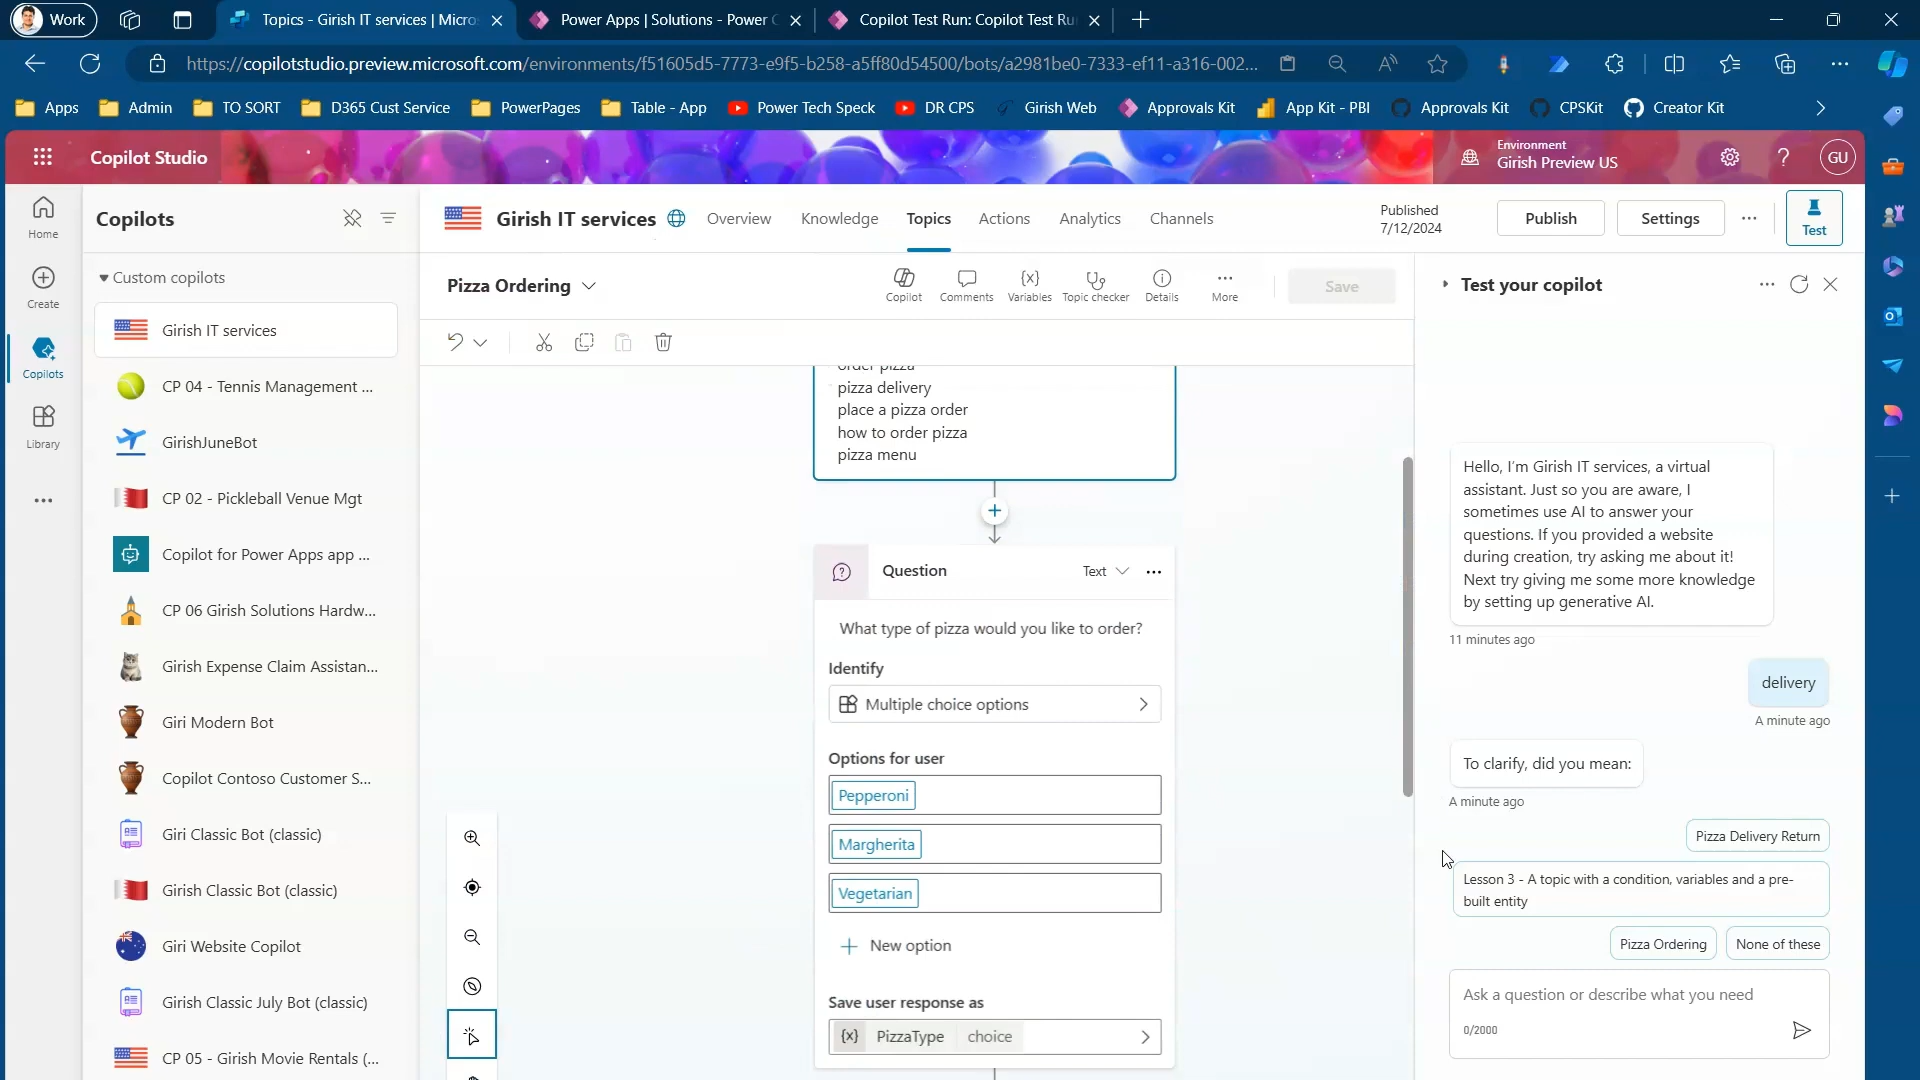 Work
Topics - Girish IT services | Micro
Power Apps | Solutions - Power
Copilot Test Run: Copilot Test Ru
https://copilotstudio.preview.microsoft.com/environments/f51605d5-7773-e9f5-b258-a5ff80d54500/bots/a2981be0-7333-ef11-a316-002...
Apps
Admin
TO SORT
D365 Cust Service
PowerPages
Table - App
Power Tech Speck
DR CPS
Girish Web
Approvals Kit
App Kit - PBI
Approvals Kit
CPSKit
Creator Kit
Copilot Studio
Environment
Girish Preview US
GU
Home
Create
Copilots
Library
Copilots
Custom copilots
Girish IT services
CP 04 - Tennis Management ...
GirishJuneBot
CP 02 - Pickleball Venue Mgt
Copilot for Power Apps app ...
CP 06 Girish Solutions Hardw...
Girish Expense Claim Assistan...
Giri Modern Bot
Copilot Contoso Customer S...
Giri Classic Bot (classic)
Girish Classic Bot (classic)
Giri Website Copilot
Girish Classic July Bot (classic)
CP 05 - Girish Movie Rentals (...
Girish IT services
Overview
Knowledge
Topics
Actions
Analytics
Channels
Published
7/12/2024
Publish
Settings
Test
Pizza Ordering
Copilot
Comments
Variables
Topic checker
Details
More
Save
order pizza
pizza delivery
place a pizza order
how to order pizza
pizza menu
Question
Text
What type of pizza would you like to order?
Identify
Multiple choice options
Options for user
Pepperoni
Margherita
Vegetarian
New option
Save user response as
{x} PizzaType choice
Test your copilot
Hello, I'm Girish IT services, a virtual
assistant. Just so you are aware, I
sometimes use AI to answer your
questions. If you provided a website
during creation, try asking me about it!
Next try giving me some more knowledge
by setting up generative AI.
11 minutes ago
delivery
A minute ago
To clarify, did you mean:
A minute ago
Pizza Delivery Return
Lesson 3 - A topic with a condition, variables and a pre-
built entity
Pizza Ordering
None of these
Ask a question or describe what you need
0/2000